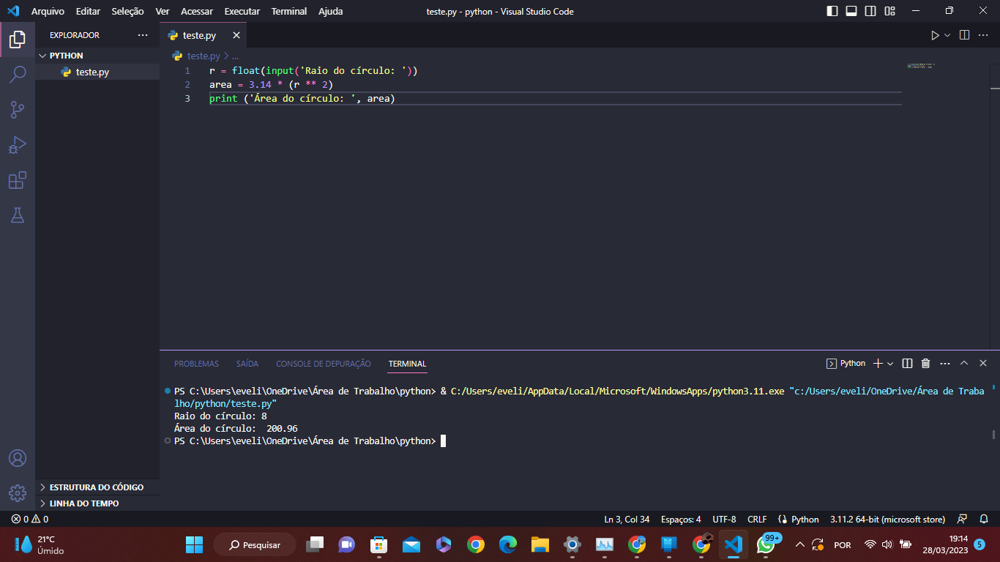 Arquivo Editar Seleção Ver Acessar Executar Terminal Ajuda teste.py - python - Visual Studio Code
EXPLORADOR ... teste.py
PYTHON
teste.py
teste.py > ...
1 r = float(input('Raio do círculo: '))
2 area = 3.14 * (r ** 2)
3 print ('Área do círculo: ', area)
PROBLEMAS SAÍDA CONSOLE DE DEPURAÇÃO TERMINAL Python
PS C:\Users\eveli\OneDrive\Área de Trabalho\python> & C:/Users/eveli/AppData/Local/Microsoft/WindowsApps/python3.11.exe "c:/Users/eveli/OneDrive/Área de Traba
lho/python/teste.py"
Raio do círculo: 8
Área do círculo:  200.96
PS C:\Users\eveli\OneDrive\Área de Trabalho\python>
ESTRUTURA DO CÓDIGO
LINHA DO TEMPO
0 0 Ln 3, Col 34 Espaços: 4 UTF-8 CRLF Python 3.11.2 64-bit (microsoft store)
21°C
Úmido
Pesquisar
99+
POR
19:14
28/03/2023
5